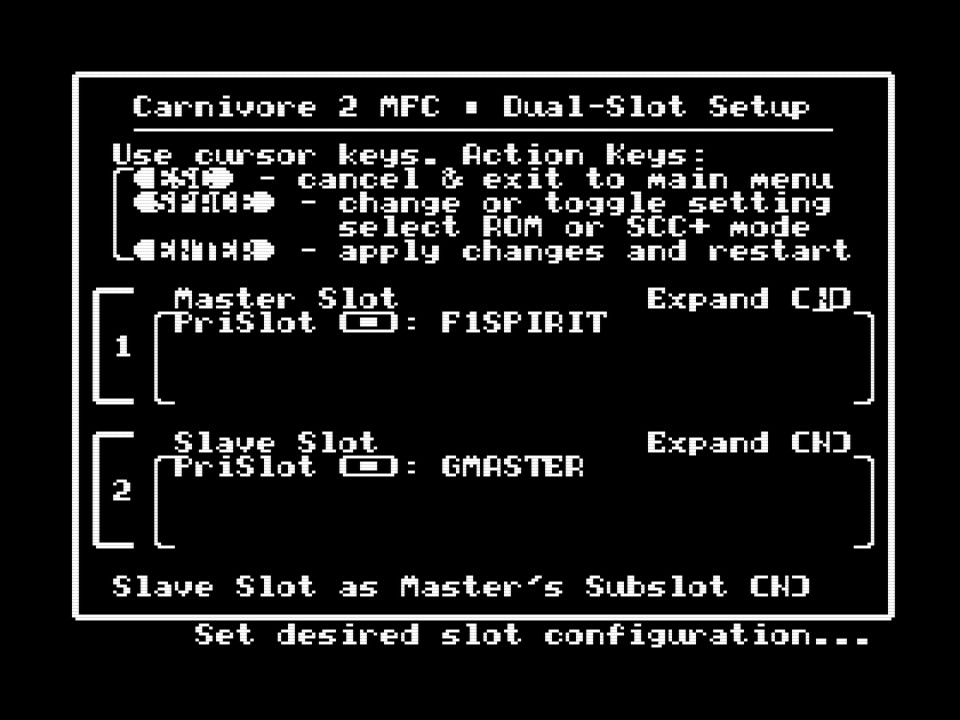 Carnivore 2 MFC ▪ Dual-Slot Setup
Use cursor keys. Action Keys:
ESC - cancel & exit to main menu
SPACE - change or toggle setting
select ROM or SCC+ mode
ENTER - apply changes and restart
Master Slot Expand [N]
1 PriSlot [-]: F1SPIRIT
Slave Slot Expand [N]
2 PriSlot [-]: GMASTER
Slave Slot as Master's Subslot [N]
Set desired slot configuration...